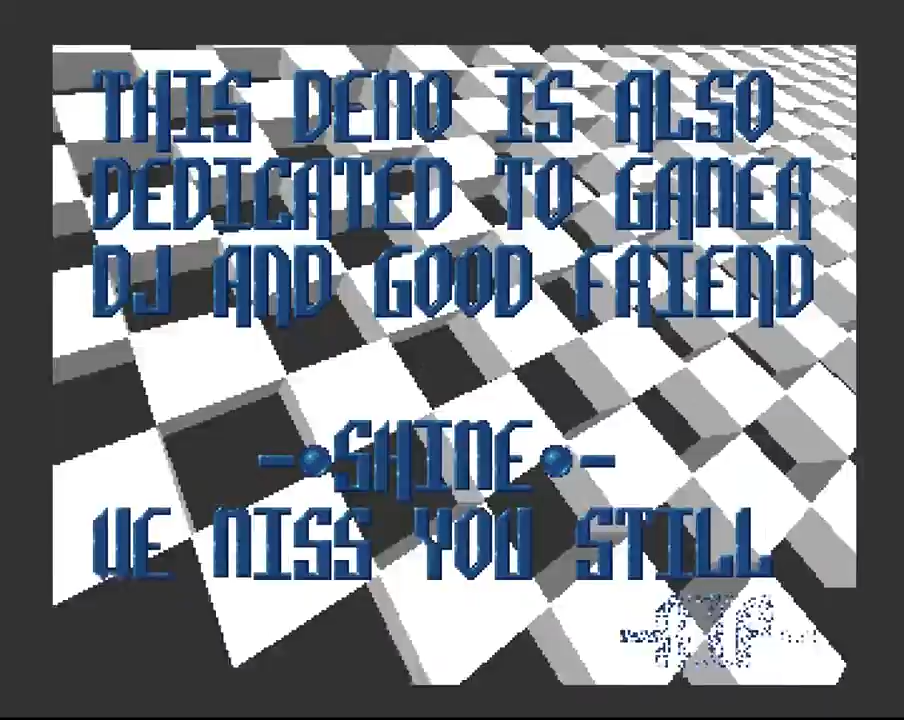 THIS DEMO IS ALSO
DEDICATED TO GAMER
DJ AND GOOD FRIEND
-•SHINE•-
WE MISS YOU STILL